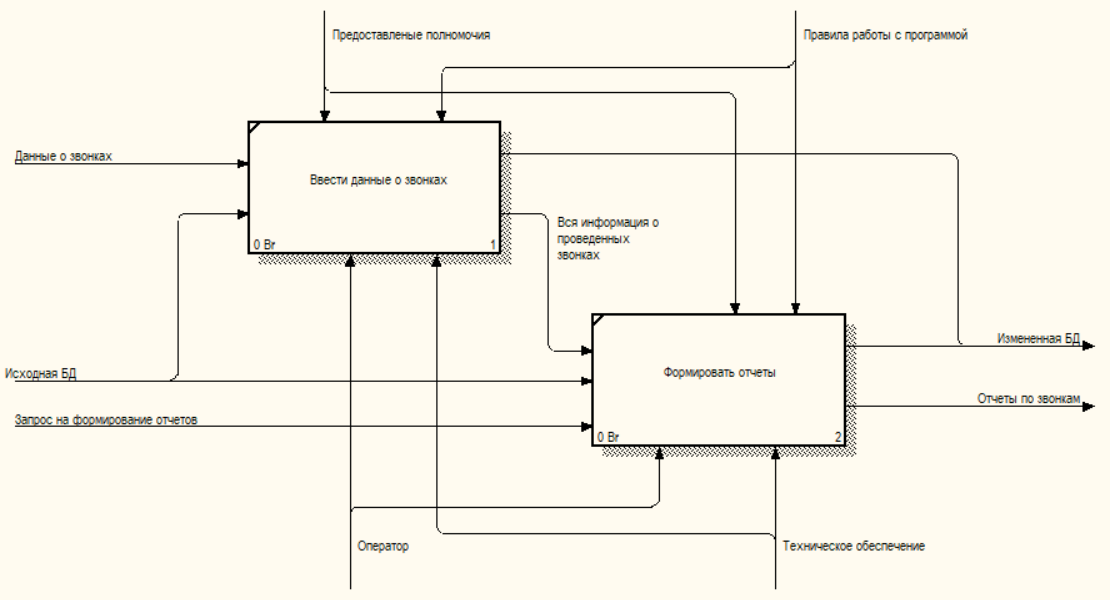 Предоставленые полномочия
Правила работы с программой
Данные о звонках
Ввести данные о звонках
0 Br
1
Вся информация о
проведенных
звонках
Исходная БД
Запрос на формирование отчетов
Формировать отчеты
0 Br
2
Измененная БД
Отчеты по звонкам
Оператор
Техническое обеспечение